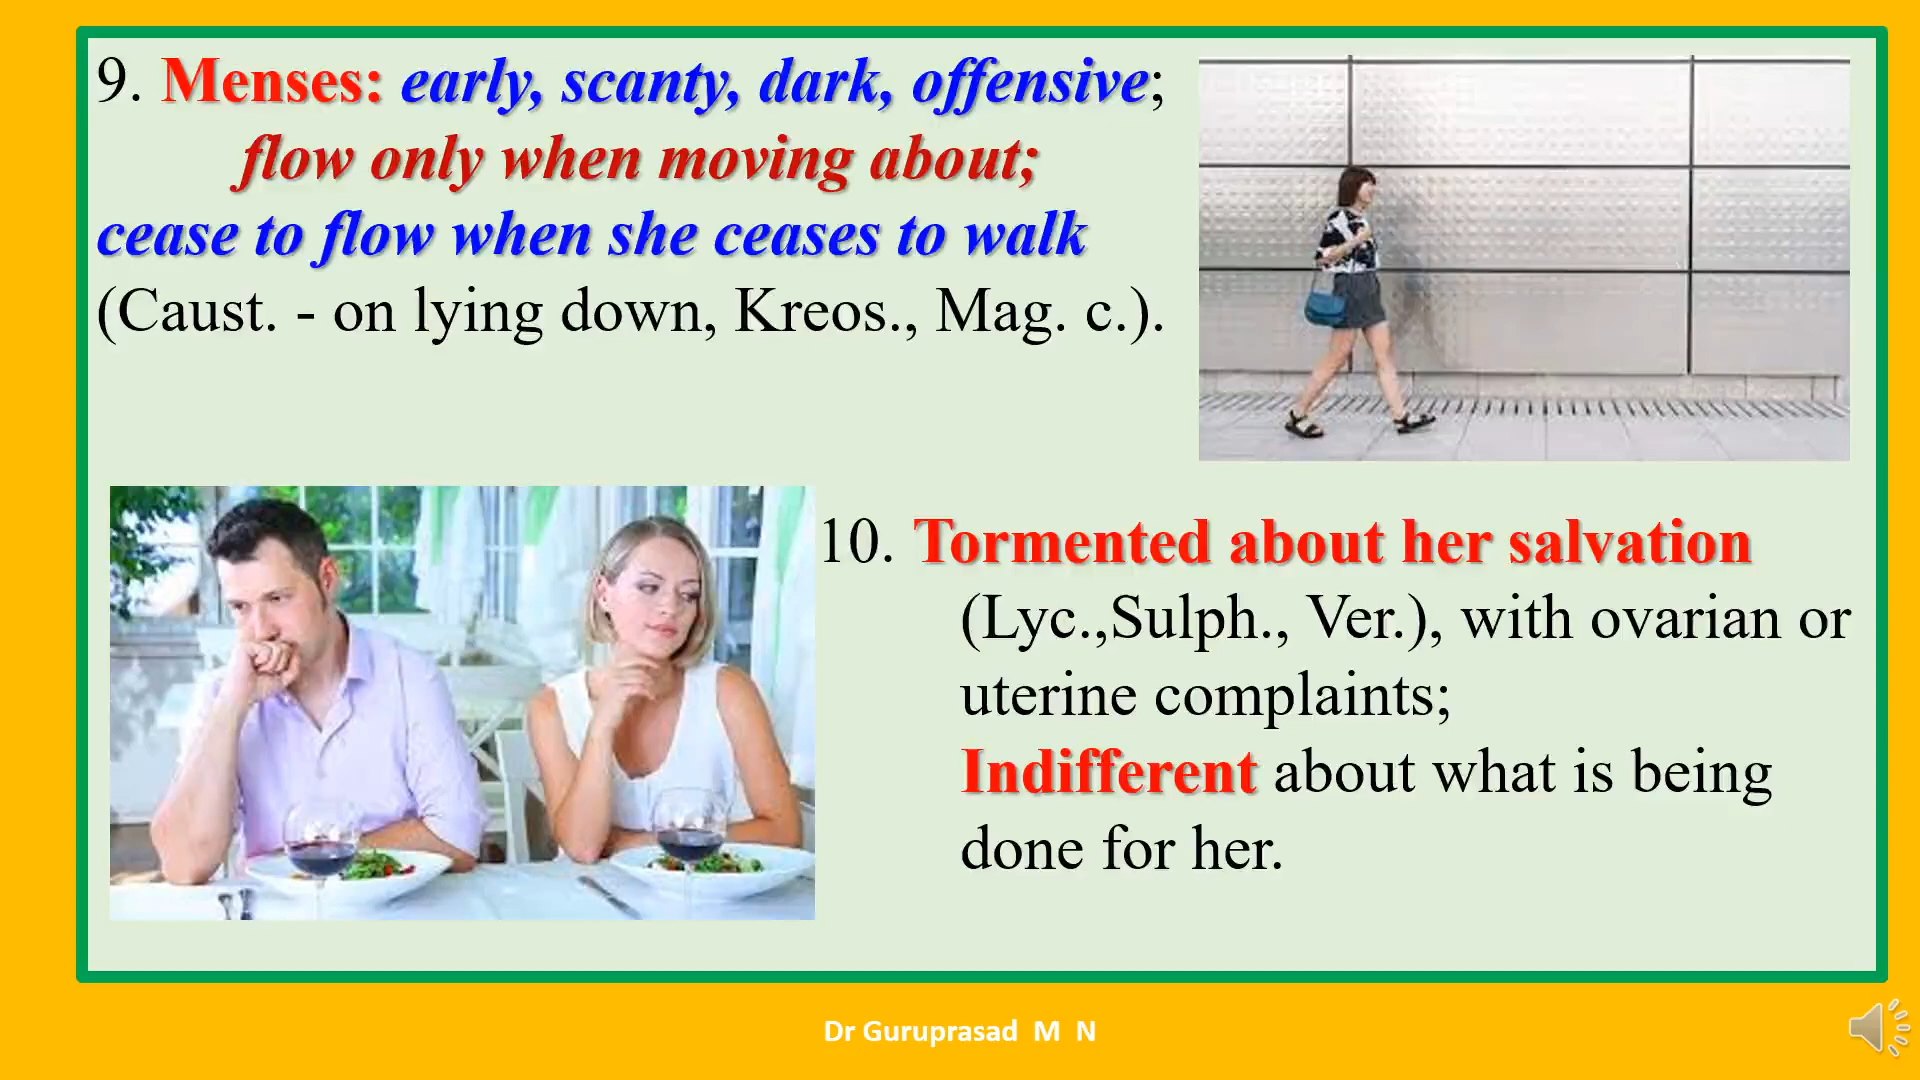 9. Menses: early, scanty, dark, offensive;
flow only when moving about;
cease to flow when she ceases to walk
(Caust. - on lying down, Kreos., Mag. c.).
10. Tormented about her salvation
(Lyc.,Sulph., Ver.), with ovarian or
uterine complaints;
Indifferent about what is being
done for her.
Dr Guruprasad M N